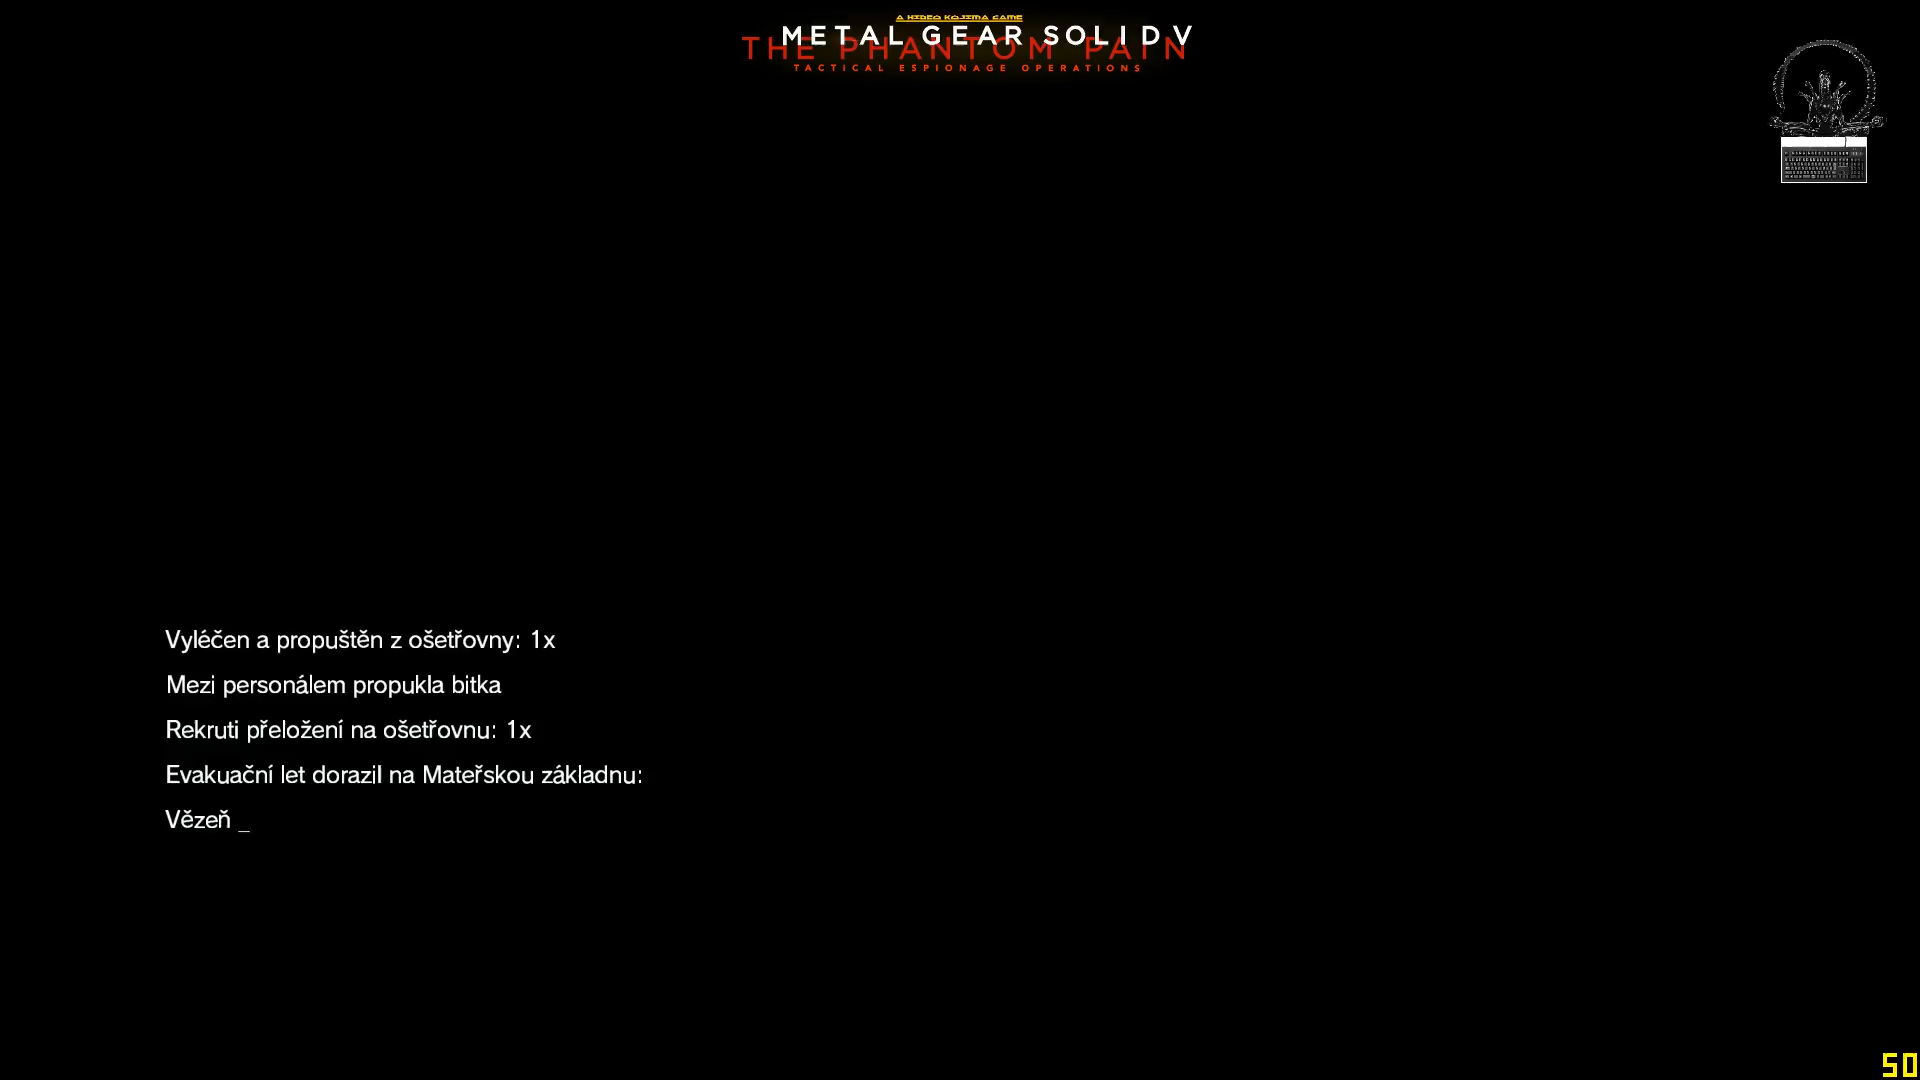 A HIDEO KOJIMA GAME
METAL GEAR SOLID V
THE PHANTOM PAIN
TACTICAL ESPIONAGE OPERATIONS
Vyléčen a propuštěn z ošetřovny: 1x
Mezi personálem propukla bitka
Rekruti přeložení na ošetřovnu: 1x
Evakuační let dorazil na Mateřskou základnu:
Vězeň _
50